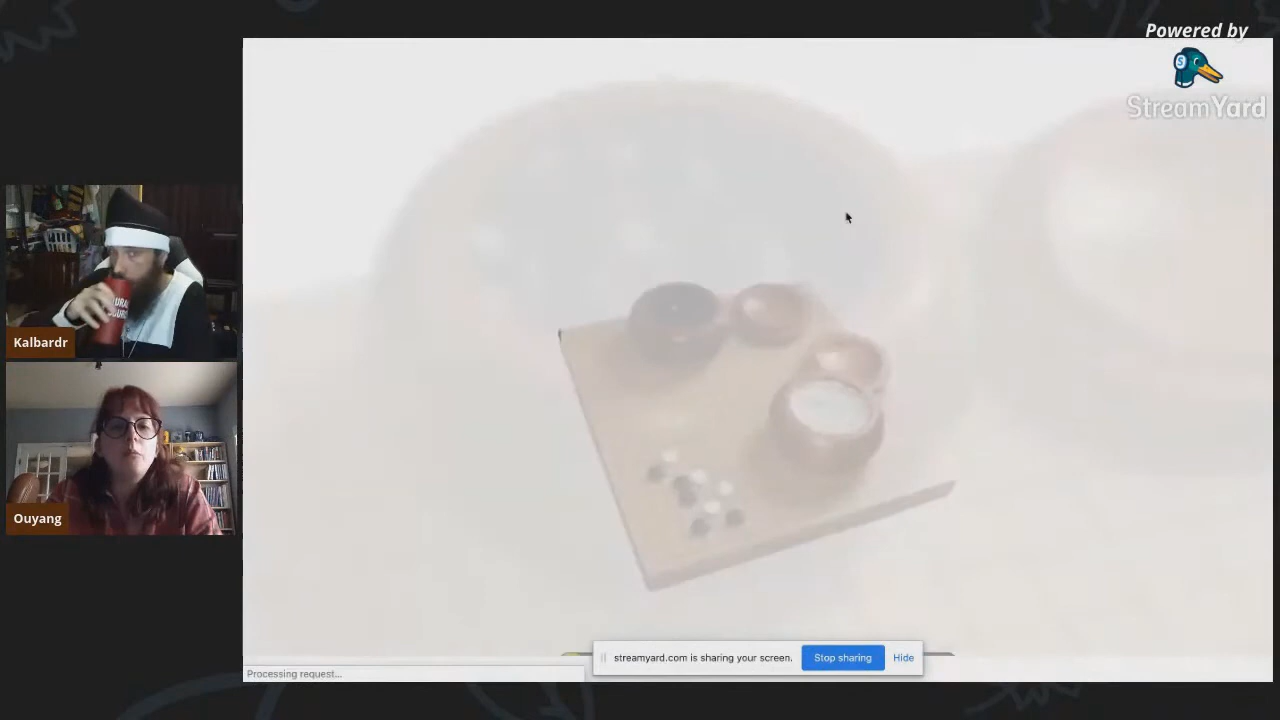 Powered by
StreamYard
Kalbardr
Ouyang
streamyard.com is sharing your screen.
Stop sharing
Hide
Processing request...